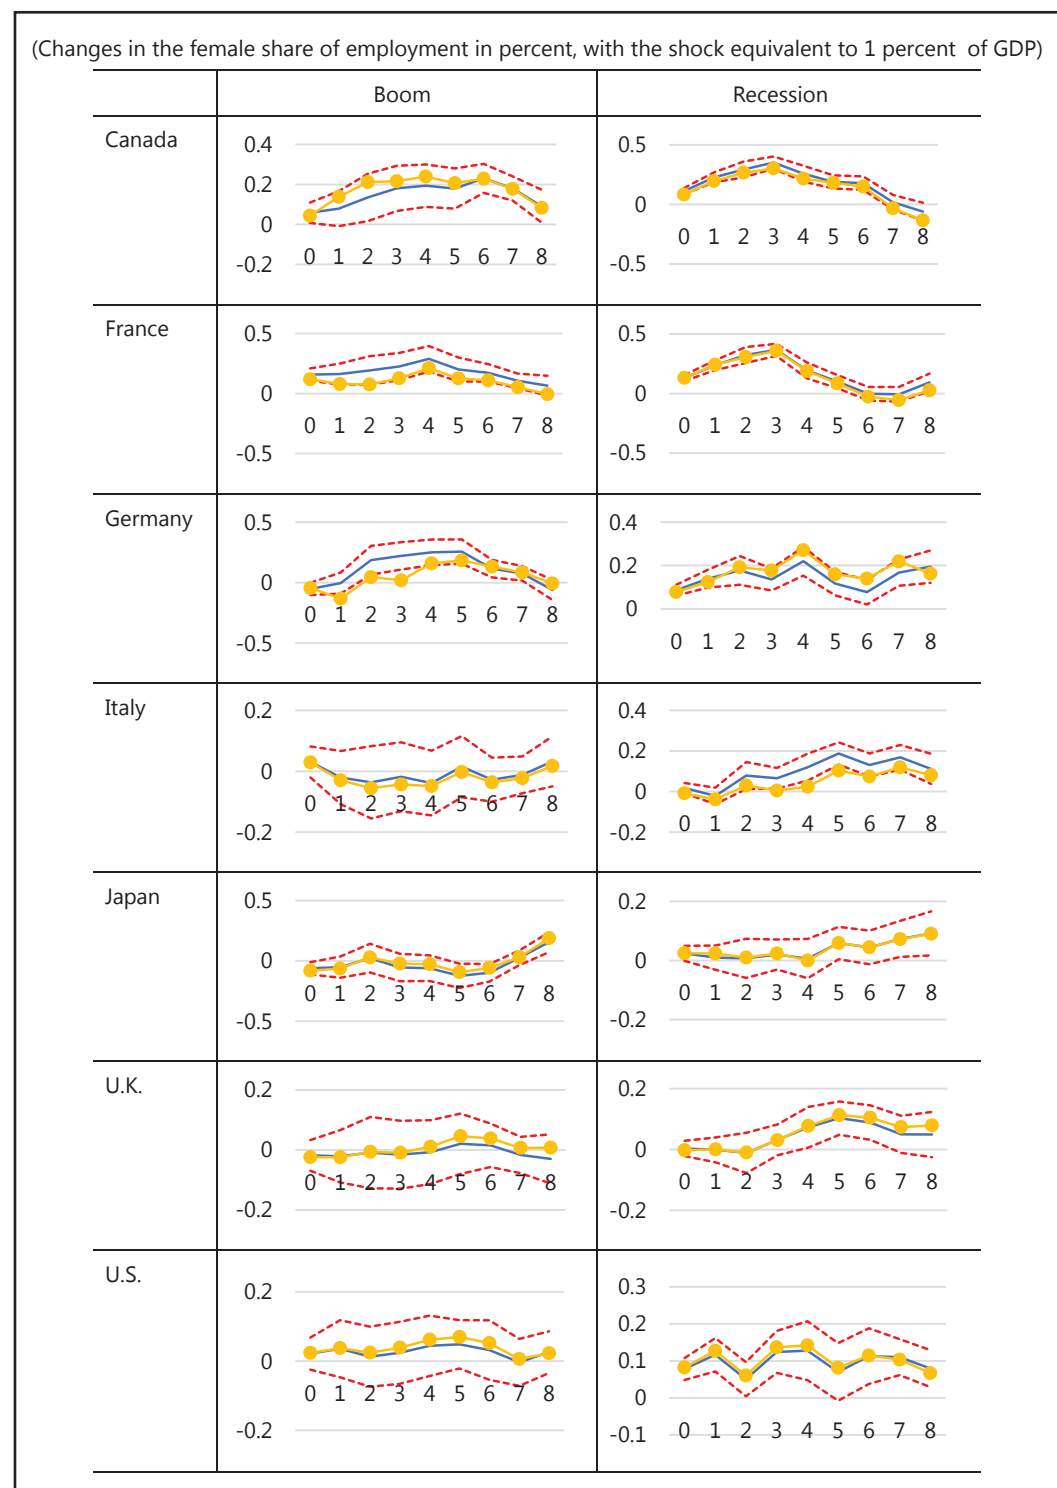 (Changes in the female share of employment in percent, with the shock equivalent to 1 percent of GDP)
Boom Recession
Canada
0.4
0.2
0
-0.2
0 1 2 3 4 5 6 7 8
0.5
0
-0.5
0 1 2 3 4 5 6 7 8
France
0.5
0
-0.5
0 1 2 3 4 5 6 7 8
0.5
0
-0.5
0 1 2 3 4 5 6 7 8
Germany
0.5
0
-0.5
0 1 2 3 4 5 6 7 8
0.4
0.2
0
0 1 2 3 4 5 6 7 8
Italy
0.2
0
-0.2
0 1 2 3 4 5 6 7 8
0.4
0.2
0
-0.2
0 1 2 3 4 5 6 7 8
Japan
0.5
0
-0.5
0 1 2 3 4 5 6 7 8
0.2
0
-0.2
0 1 2 3 4 5 6 7 8
U.K.
0.2
0
-0.2
0 1 2 3 4 5 6 7 8
0.2
0
-0.2
0 1 2 3 4 5 6 7 8
U.S.
0.2
0
-0.2
0 1 2 3 4 5 6 7 8
0.3
0.2
0.1
0
-0.1
0 1 2 3 4 5 6 7 8